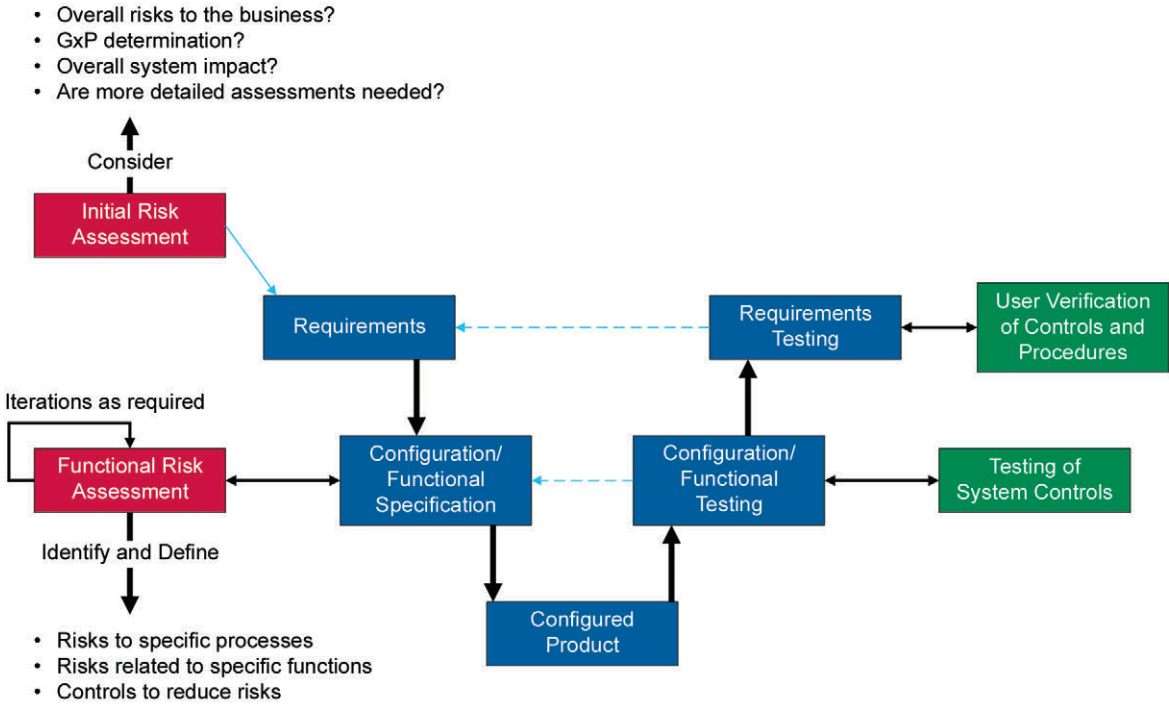 • Overall risks to the business?
• GxP determination?
• Overall system impact?
• Are more detailed assessments needed?
Consider
Initial Risk
Assessment
Requirements
Requirements
Testing
User Verification
of Controls and
Procedures
Iterations as required
Functional Risk
Assessment
Configuration/
Functional
Specification
Configuration/
Functional
Testing
Testing of
System Controls
Identify and Define
Configured
Product
• Risks to specific processes
• Risks related to specific functions
• Controls to reduce risks